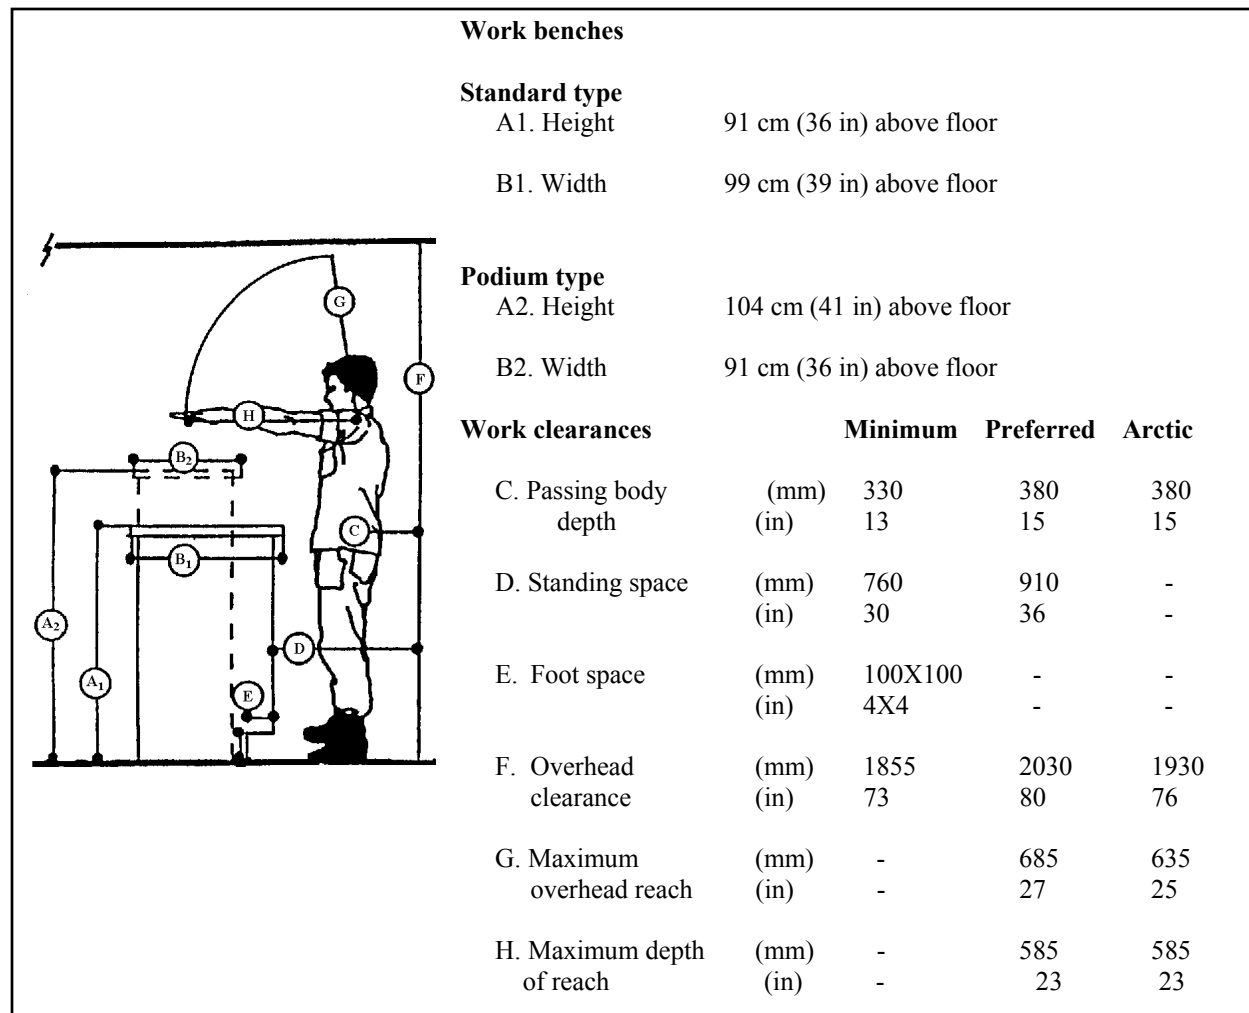 Work benches
Standard type
A1. Height 91 cm (36 in) above floor
B1. Width 99 cm (39 in) above floor
Podium type
A2. Height 104 cm (41 in) above floor
B2. Width 91 cm (36 in) above floor
Work clearances Minimum Preferred Arctic
C. Passing body (mm) 330 380 380
depth (in) 13 15 15
D. Standing space (mm) 760 910 -
(in) 30 36 -
E. Foot space (mm) 100X100 - -
(in) 4X4 - -
F. Overhead (mm) 1855 2030 1930
clearance (in) 73 80 76
G. Maximum (mm) - 685 635
overhead reach (in) - 27 25
H. Maximum depth (mm) - 585 585
of reach (in) - 23 23
G
F
H
B2
C
B1
A2
D
A1
E